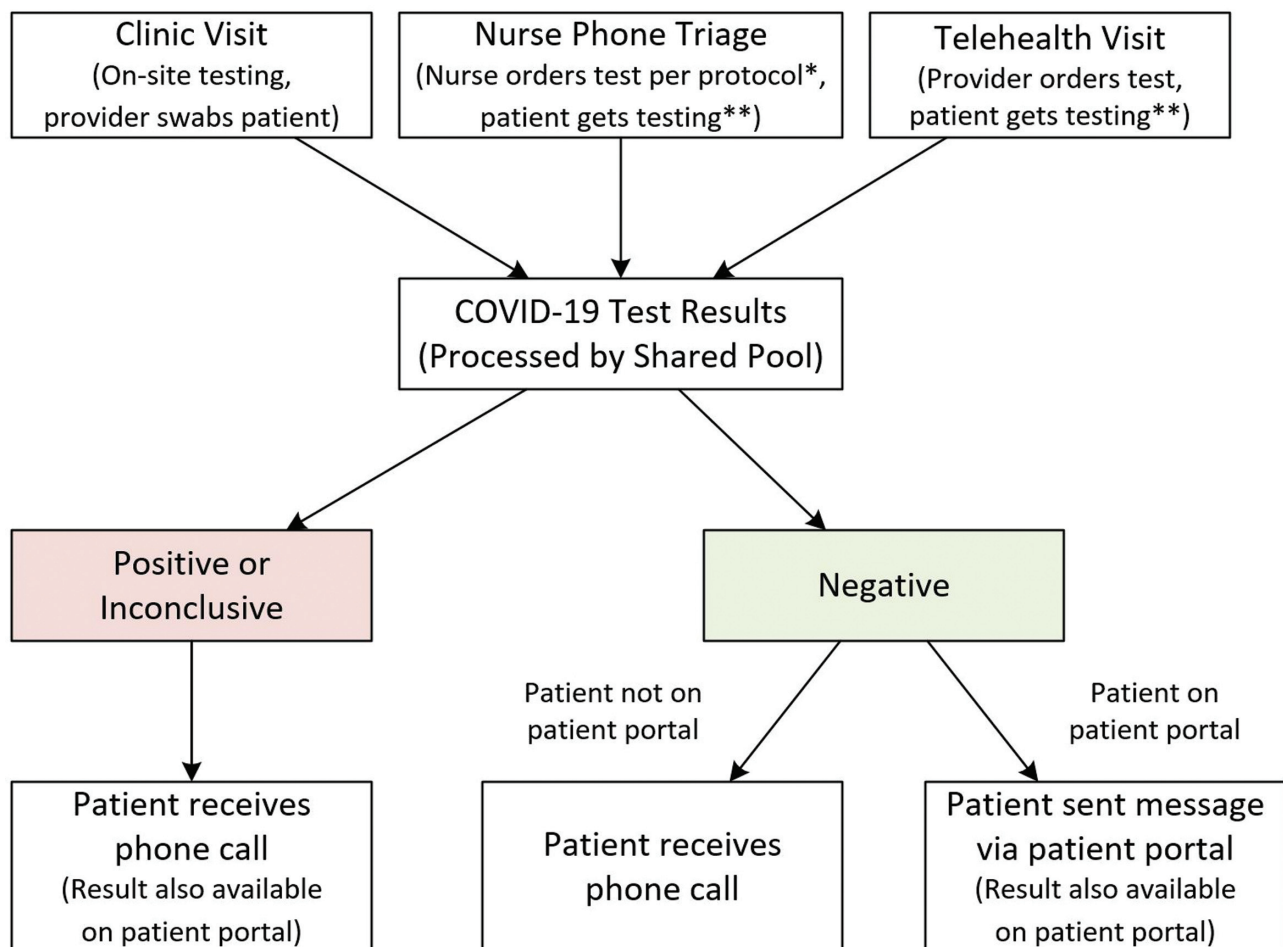 Clinic Visit
(On-site testing,
provider swabs patient)
Nurse Phone Triage
(Nurse orders test per protocol*,
patient gets testing**)
Telehealth Visit
(Provider orders test,
patient gets testing**)
COVID-19 Test Results
(Processed by Shared Pool)
Positive or
Inconclusive
Negative
Patient not on
patient portal
Patient on
patient portal
Patient receives
phone call
(Result also available
on patient portal)
Patient receives
phone call
Patient sent message
via patient portal
(Result also available
on patient portal)